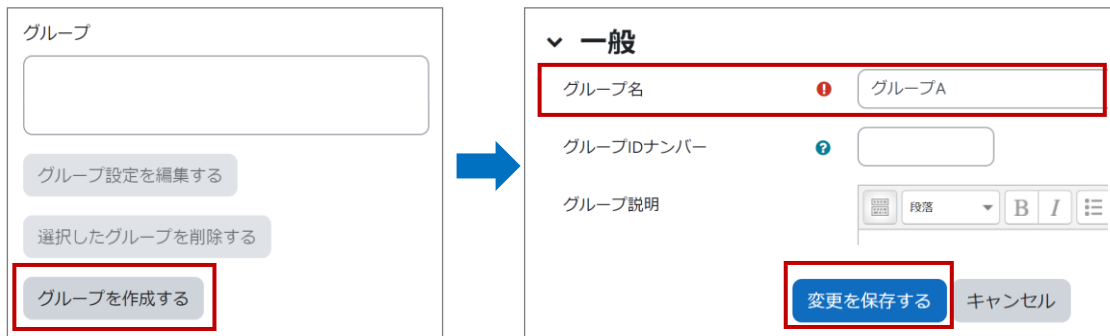 グループ
グループ設定を編集する
選択したグループを削除する
グループを作成する
一般
グループ名
グループA
グループIDナンバー
グループ説明
段落
B I
変更を保存する
キャンセル